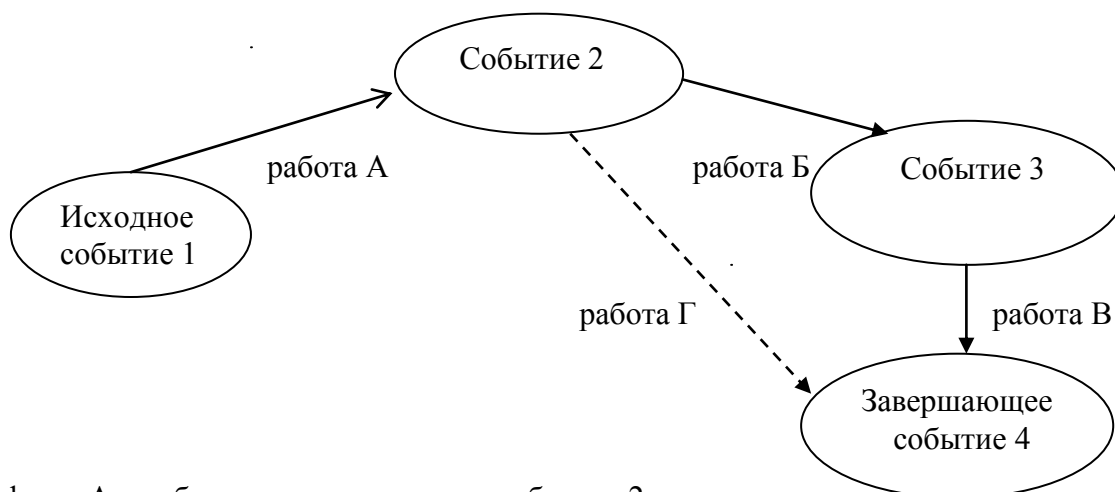 Событие 2
работа А
работа Б
Событие 3
Исходное
событие 1
работа Г
работа В
Завершающее
событие 4